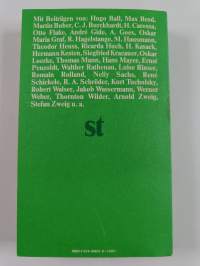 Mit Beiträgen von: Hugo Ball, Max Brod,
Martin Buber, C. J. Burckhardt, H. Carossa,
Otto Flake, André Gide, A. Goes, Oskar
Maria Graf, R. Hagelstange, M. Hausmann,
Theodor Heuss, Ricarda Huch, H. Kasack,
Hermann Kesten, Siegfried Kracauer, Oskar
Loerke, Thomas Mann, Hans Mayer, Ernst
Penzoldt, Walther Rathenau, Luise Rinser,
Romain Rolland, Nelly Sachs, René
Schickele, R. A. Schröder, Kurt Tucholsky,
Robert Walser, Jakob Wassermann, Werner
Weber, Thornton Wilder, Arnold Zweig,
Stefan Zweig u. a.
st